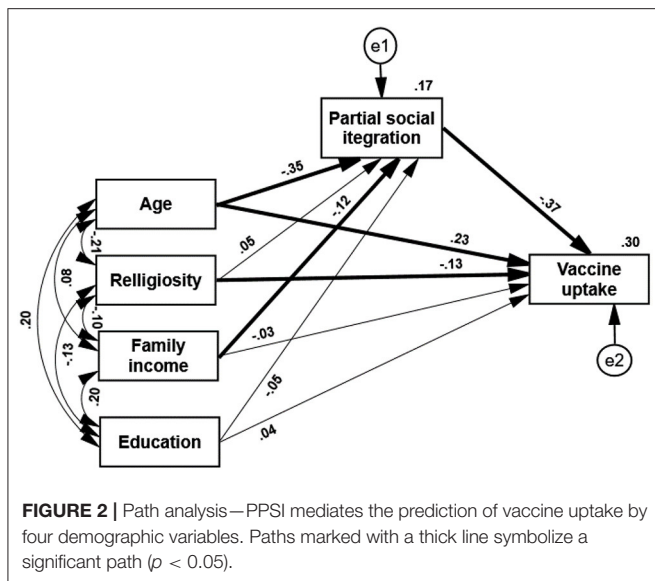 e1
.17
Partial social
itegration
-.35
-.12
-.37
Age
.05
.23
.30
-.21
.08
Relligiosity
-.13
Vaccine
uptake
-.10
.20
-.13
Family
income
-.03
-.05
e2
.20
Education
.04
FIGURE 2 | Path analysis—PPSI mediates the prediction of vaccine uptake by
four demographic variables. Paths marked with a thick line symbolize a
significant path (p < 0.05).